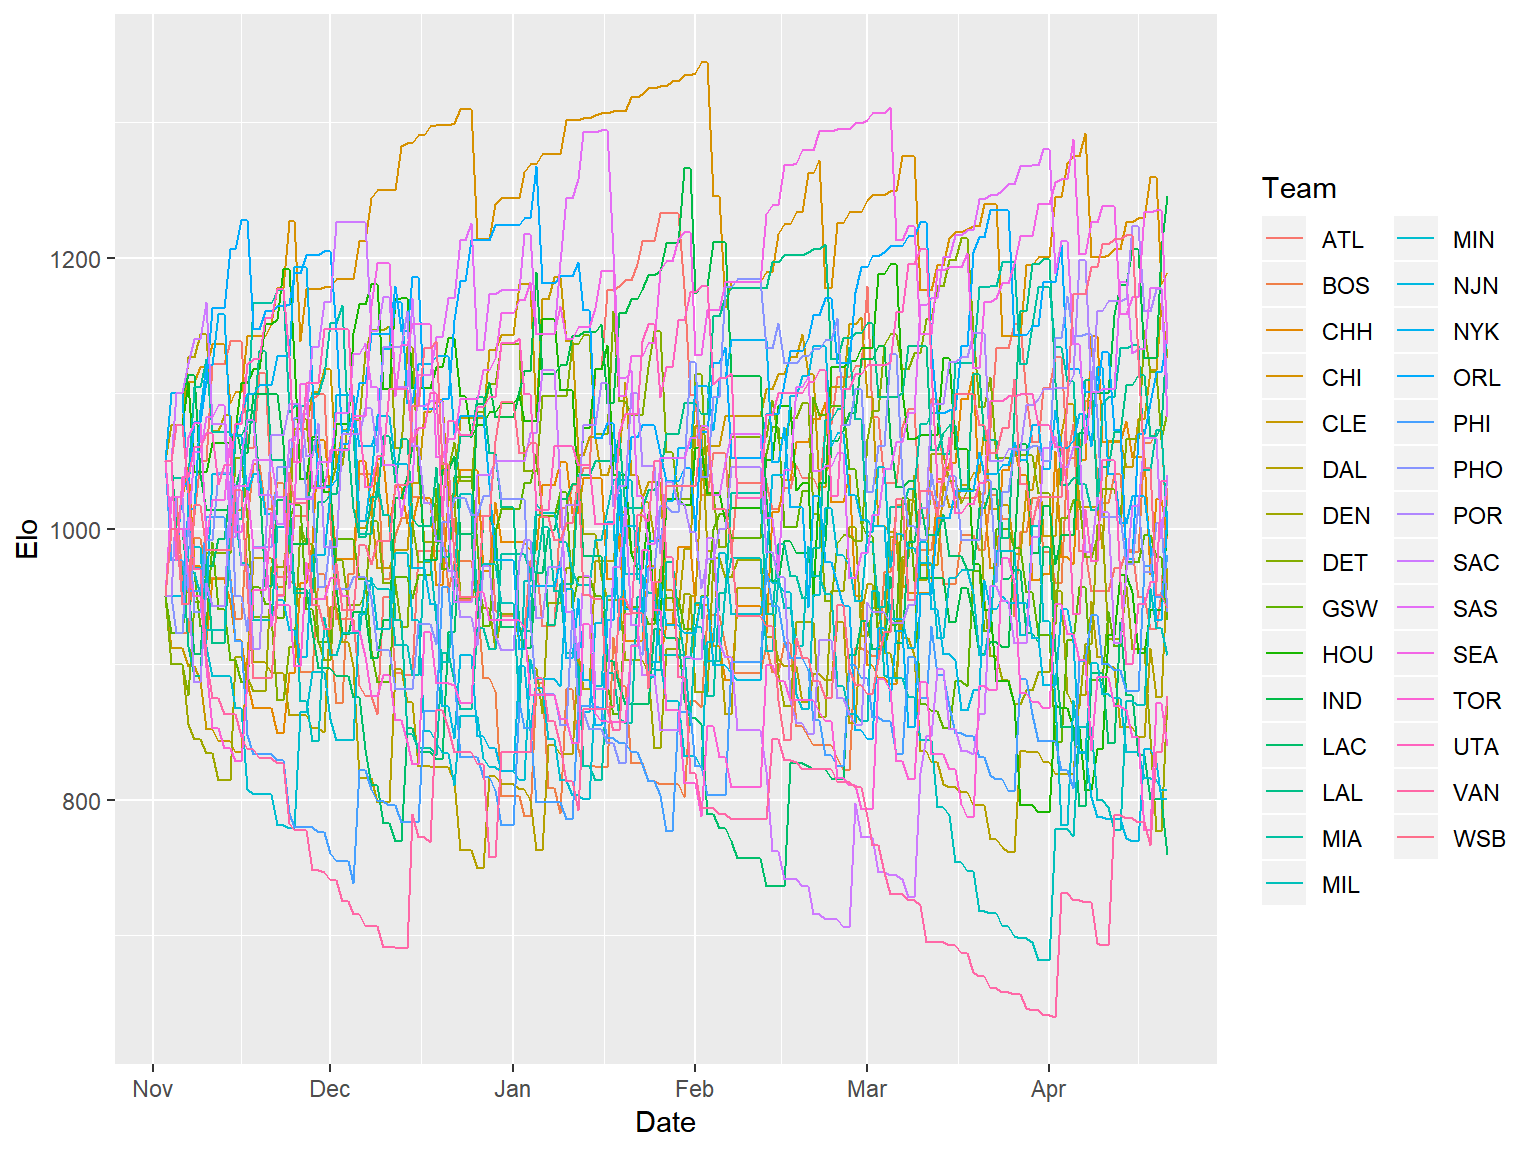 Elo
1200
1000
800
Nov
Dec
Jan
Feb
Mar
Apr
Date
Team
ATL
BOS
CHH
CHI
CLE
DAL
DEN
DET
GSW
HOU
IND
LAC
LAL
MIA
MIL
MIN
NJN
NYK
ORL
PHI
PHO
POR
SAC
SAS
SEA
TOR
UTA
VAN
WSB